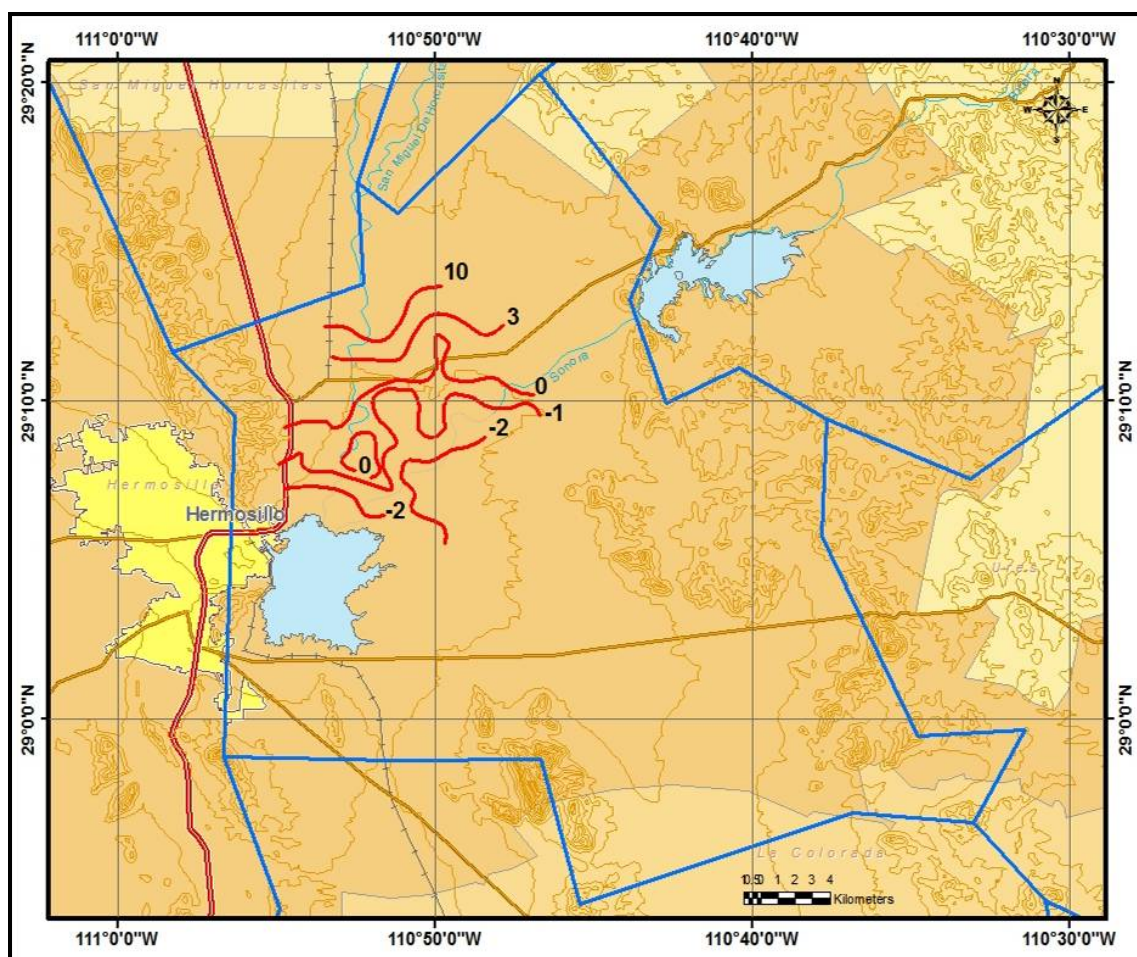 111°0'0"W 110°50'0"W 110°40'0"W 110°30'0"W
29°20'0"N 29°20'0"N
San Miguel Horcasitas
San Miguel De Horcasitas
N
W E
S
10
3
Sonora
29°10'0"N 29°10'0"N
0
-1
-2
0
Hermosillo
-2
Hermosillo
Ures
29°0'0"N 29°0'0"N
La Colorada
0 1 2 3 4
Kilometers
111°0'0"W 110°50'0"W 110°40'0"W 110°30'0"W